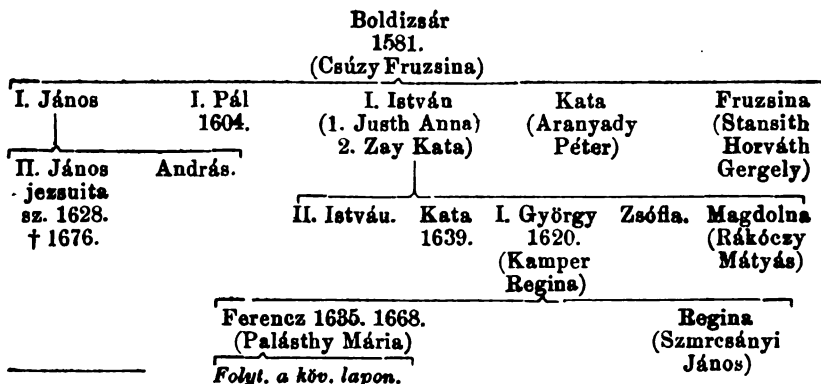 Boldizsár
1581.
(Csúzy Fruzsina)
I. János I. Pál I. István Kata Fruzsina
1604. (1. Justh Anna) (Aranyady (Stansith
2. Zay Kata) Péter) Horváth
Gergely)
II. János András.
jezsuita
sz. 1628.
† 1676.
II. Istváu. Kata I. György Zsófia. Magdolna
1639. 1620. (Rákóczy
(Kamper Mátyás)
Regina)
Ferencz 1635. 1668. Regina
(Palásthy Mária) (Szmrcsányi
János)
Folyt. a köv. lapon.